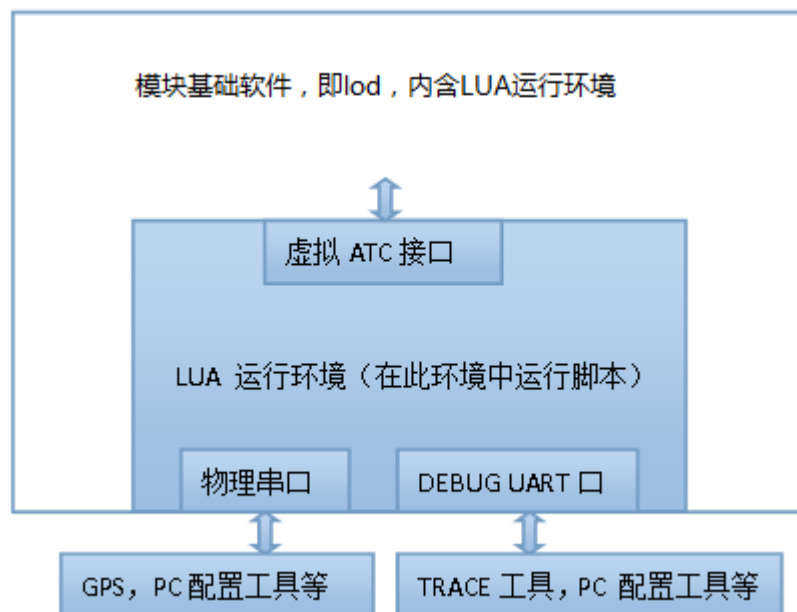 模块基础软件，即lod，内含LUA运行环境
虚拟 ATC 接口
LUA 运行环境（在此环境中运行脚本）
物理串口
DEBUG UART 口
GPS，PC 配置工具等
TRACE 工具，PC 配置工具等